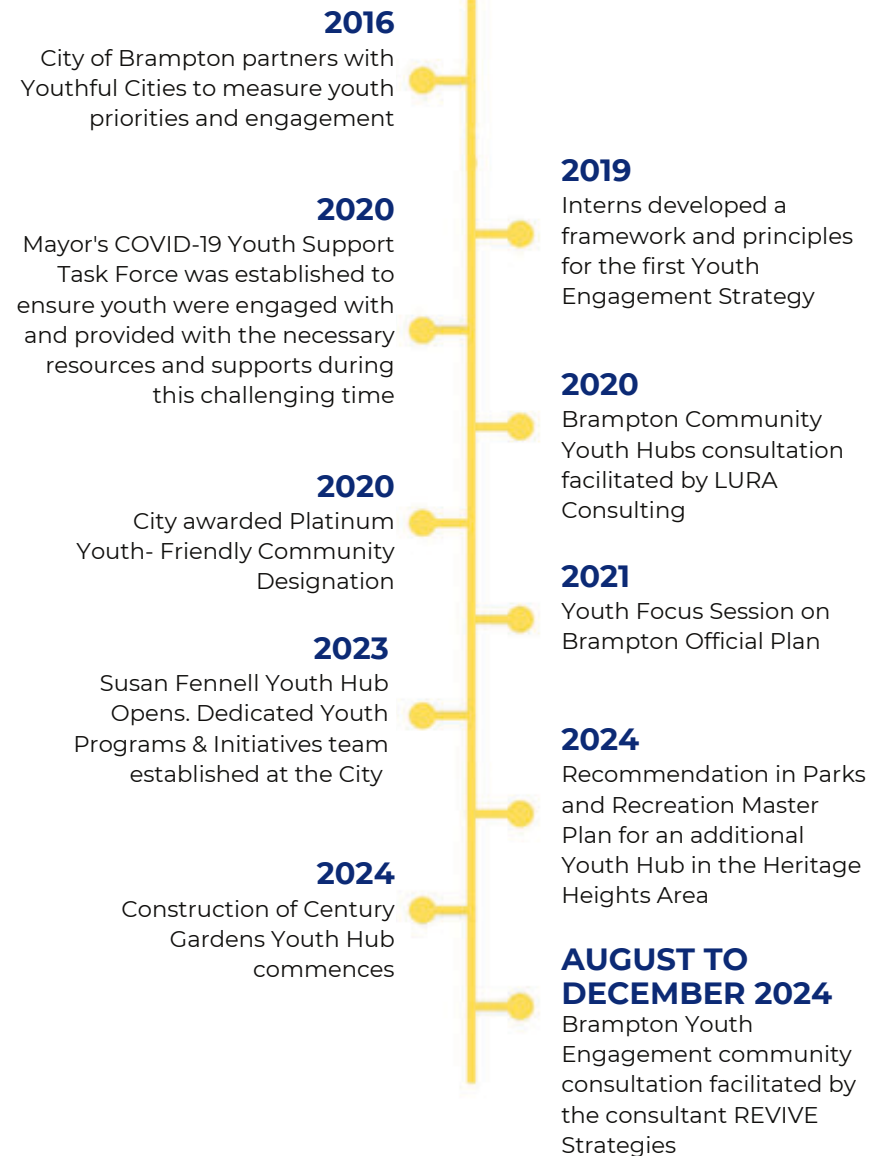 2016
City of Brampton partners with
Youthful Cities to measure youth
priorities and engagement
2019
Interns developed a
framework and principles
for the first Youth
Engagement Strategy
2020
Mayor's COVID-19 Youth Support
Task Force was established to
ensure youth were engaged with
and provided with the necessary
resources and supports during
this challenging time
2020
Brampton Community
Youth Hubs consultation
facilitated by LURA
Consulting
2020
City awarded Platinum
Youth- Friendly Community
Designation
2021
Youth Focus Session on
Brampton Official Plan
2023
Susan Fennell Youth Hub
Opens. Dedicated Youth
Programs & Initiatives team
established at the City
2024
Recommendation in Parks
and Recreation Master
Plan for an additional
Youth Hub in the Heritage
Heights Area
2024
Construction of Century
Gardens Youth Hub
commences
AUGUST TO
DECEMBER 2024
Brampton Youth
Engagement community
consultation facilitated by
the consultant REVIVE
Strategies